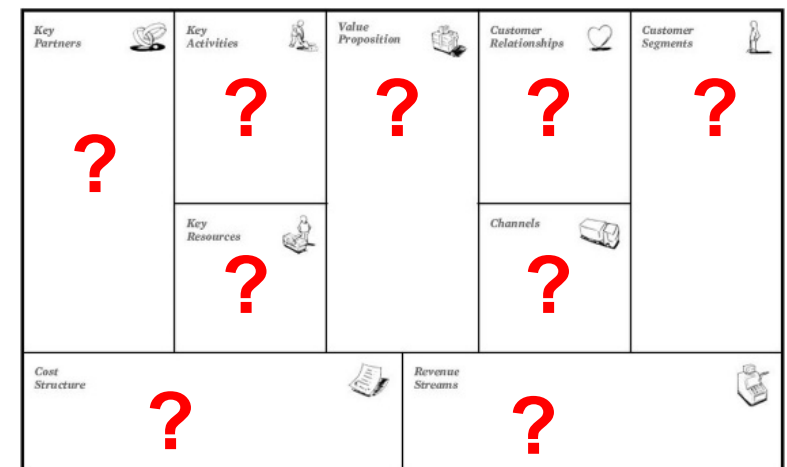 Key
Partners
?
Key
Activities
?
Key
Resources
?
Value
Proposition
?
Customer
Relationships
?
Channels
?
Customer
Segments
?
Cost
Structure
?
Revenue
Streams
?